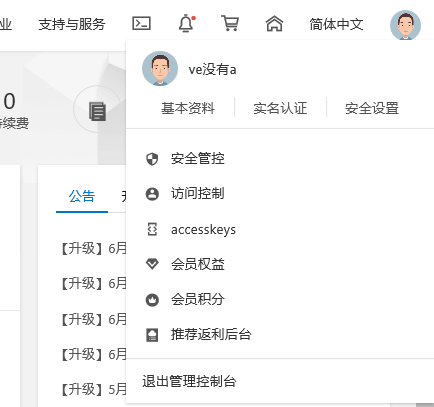 业 支持与服务 简体中文
ve没有a
0
待续费
基本资料 实名认证 安全设置
安全管控
公告
访问控制
accesskeys
【升级】6月
会员权益
【升级】6月
会员积分
【升级】6月
推荐返利后台
【升级】6月
退出管理控制台
【升级】5月